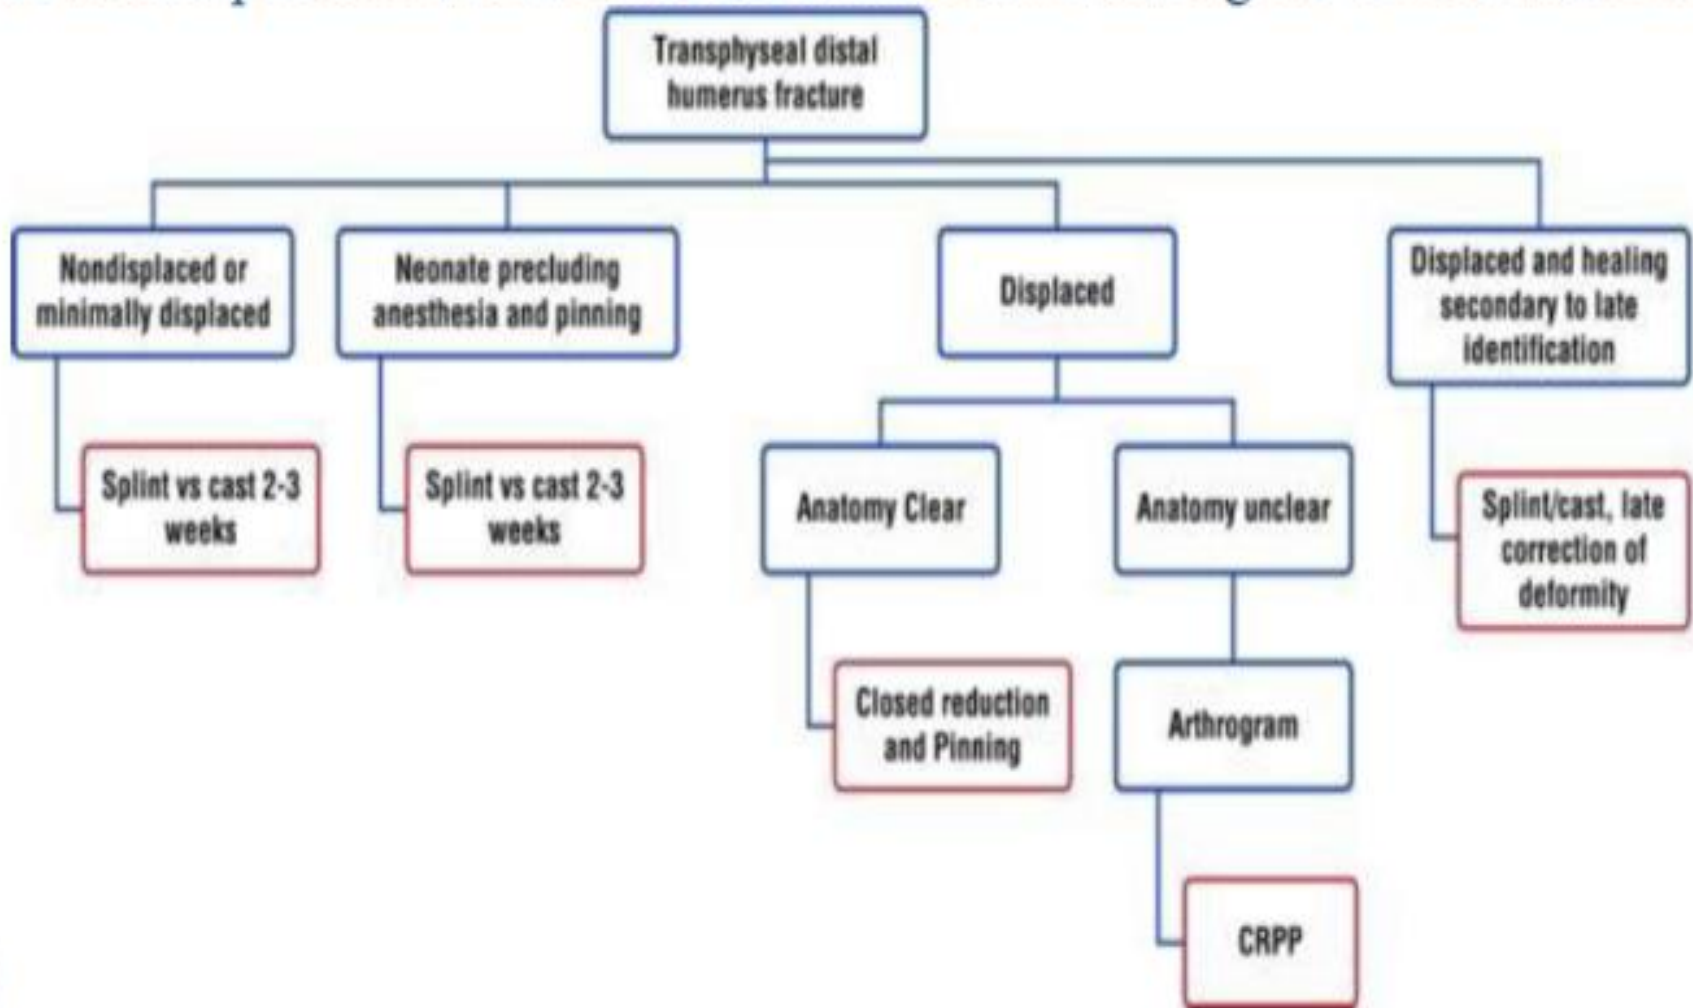 Transphyseal distal
humerus fracture
Nondisplaced or
minimally displaced
Neonate precluding
anesthesia and pinning
Displaced
Displaced and healing
secondary to late
identification
Splint vs cast 2-3
weeks
Splint vs cast 2-3
weeks
Anatomy Clear
Anatomy unclear
Splint/cast, late
correction of
deformity
Closed reduction
and Pinning
Arthrogram
CRPP